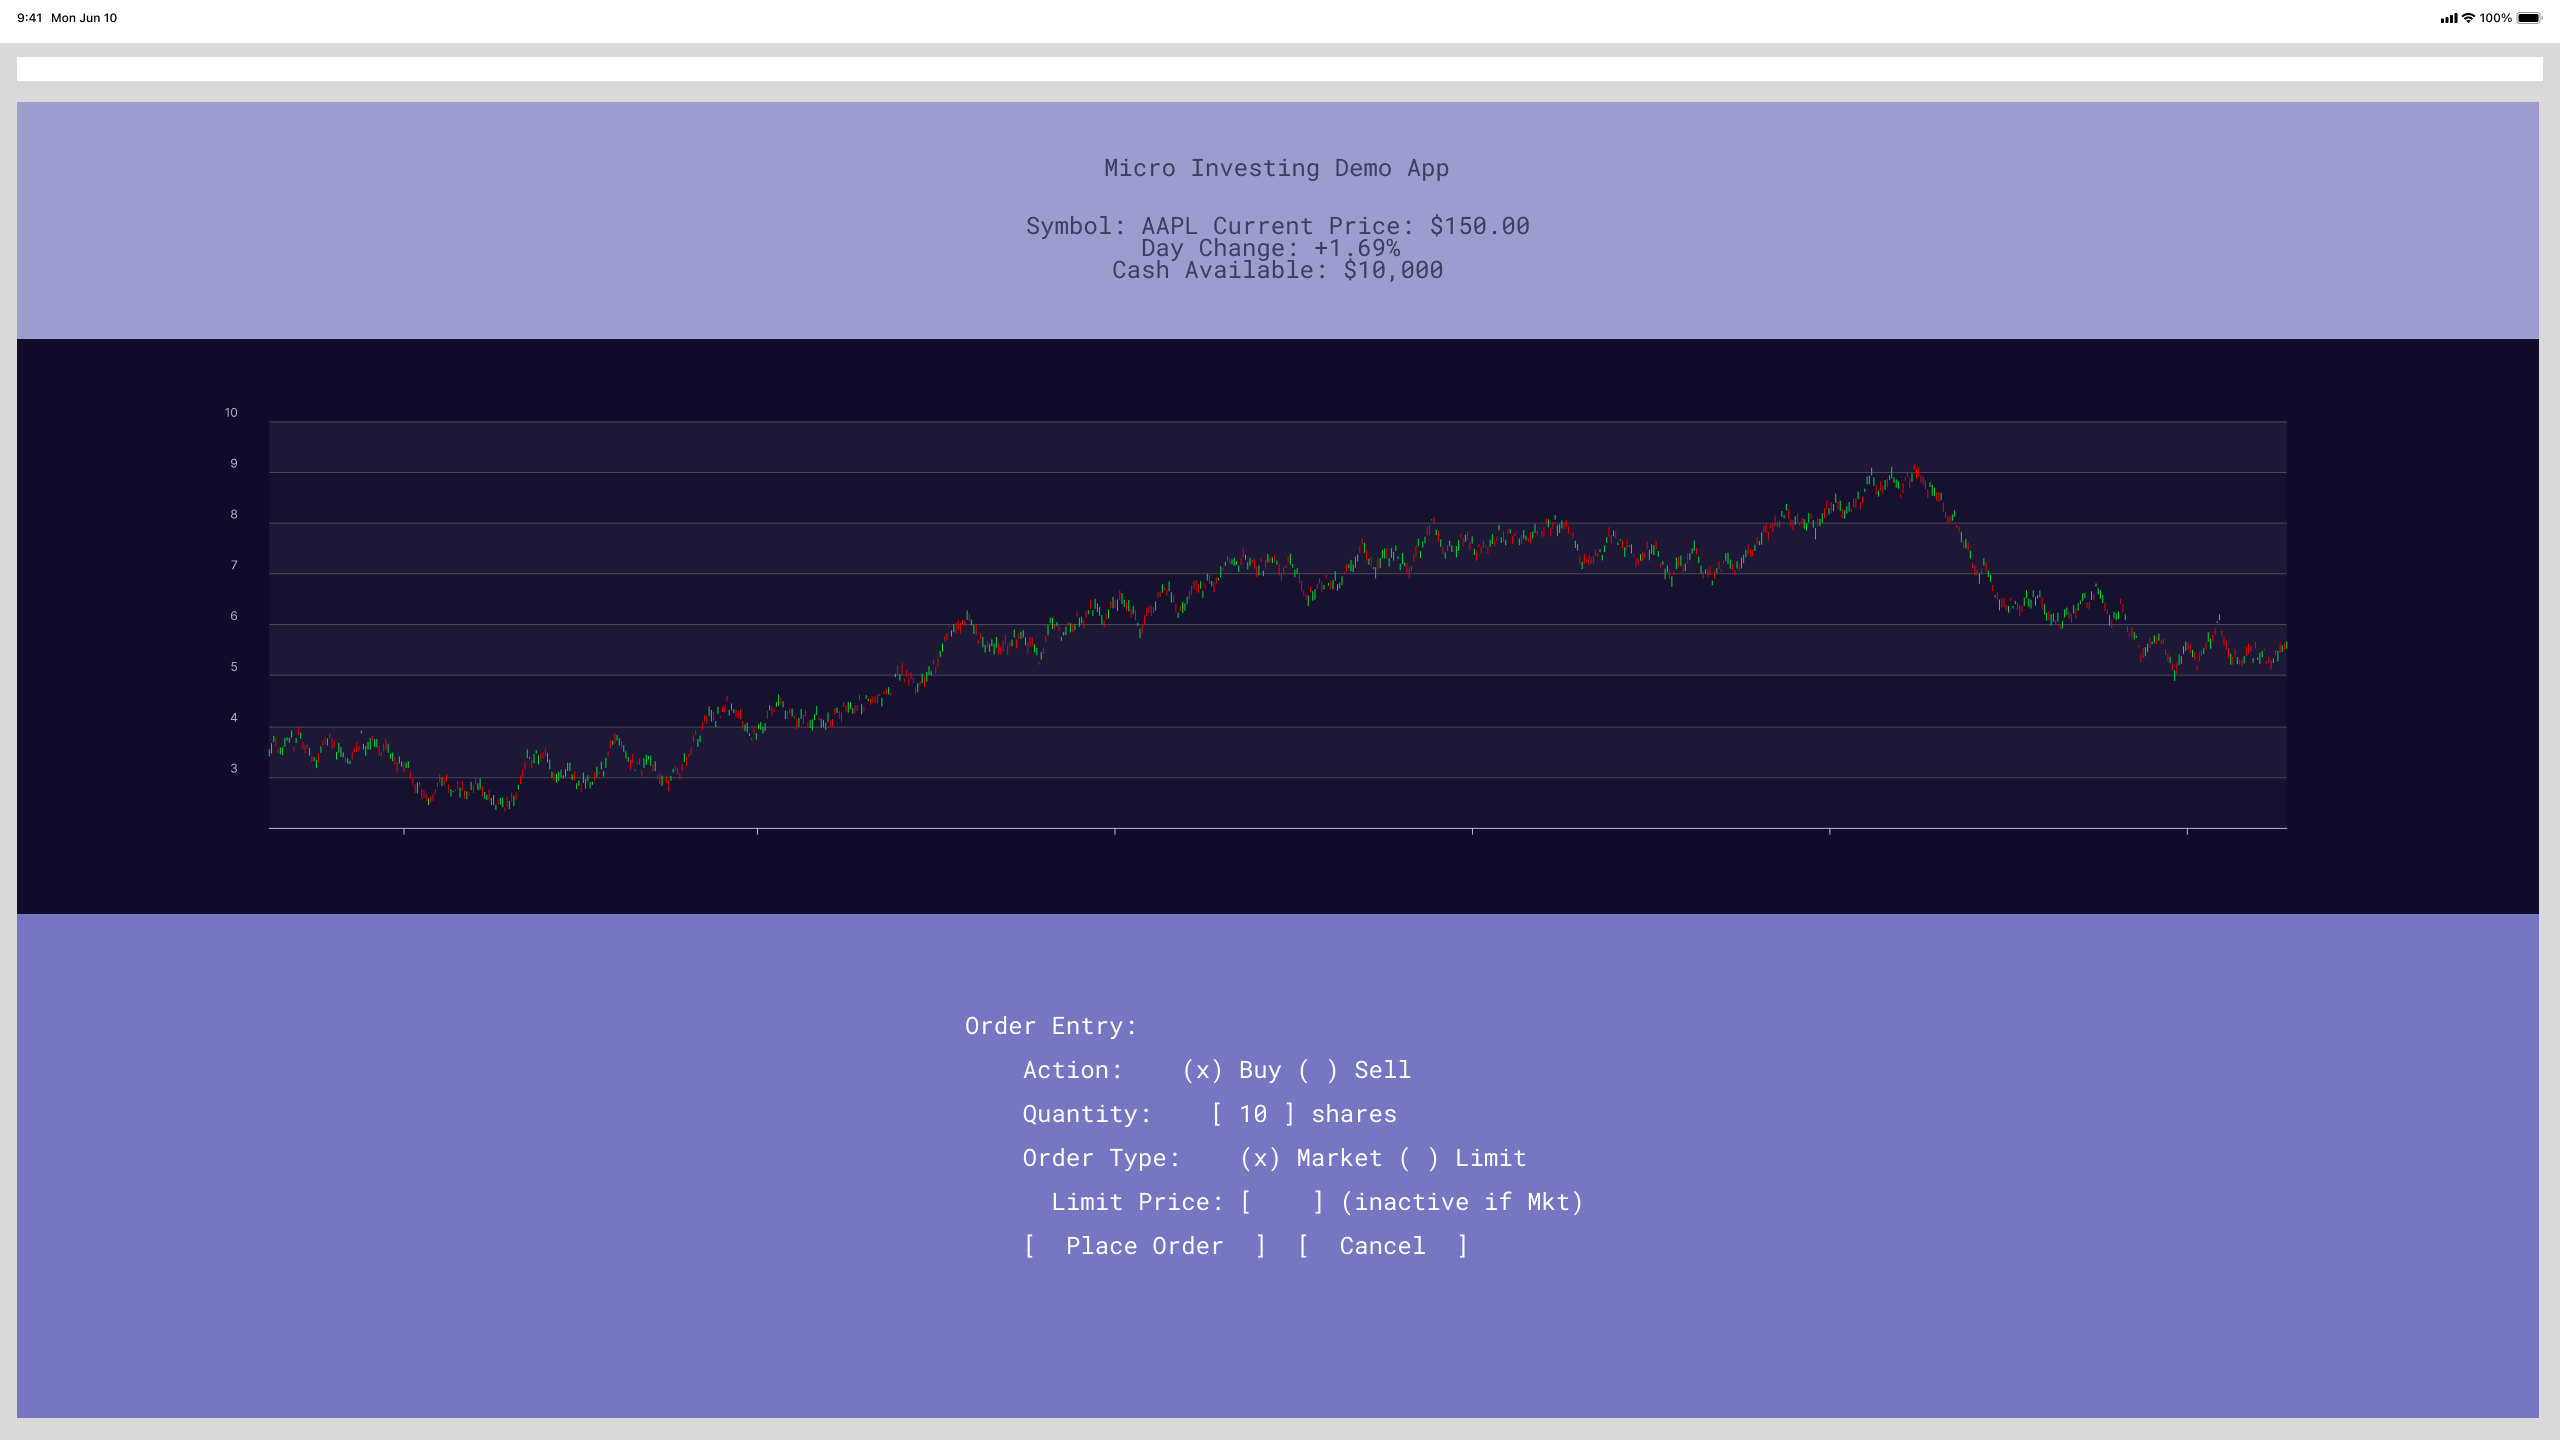 9:41 Mon Jun 10
100%
Micro Investing Demo App
Symbol: AAPL Current Price: $150.00
Day Change: +1.69%
Cash Available: $10,000
10
9
8
7
6
5
4
3
Order Entry:
Action: (x) Buy ( ) Sell
Quantity: [ 10 ] shares
Order Type: (x) Market ( ) Limit
Limit Price: [ ] (inactive if Mkt)
[ Place Order ] [ Cancel ]